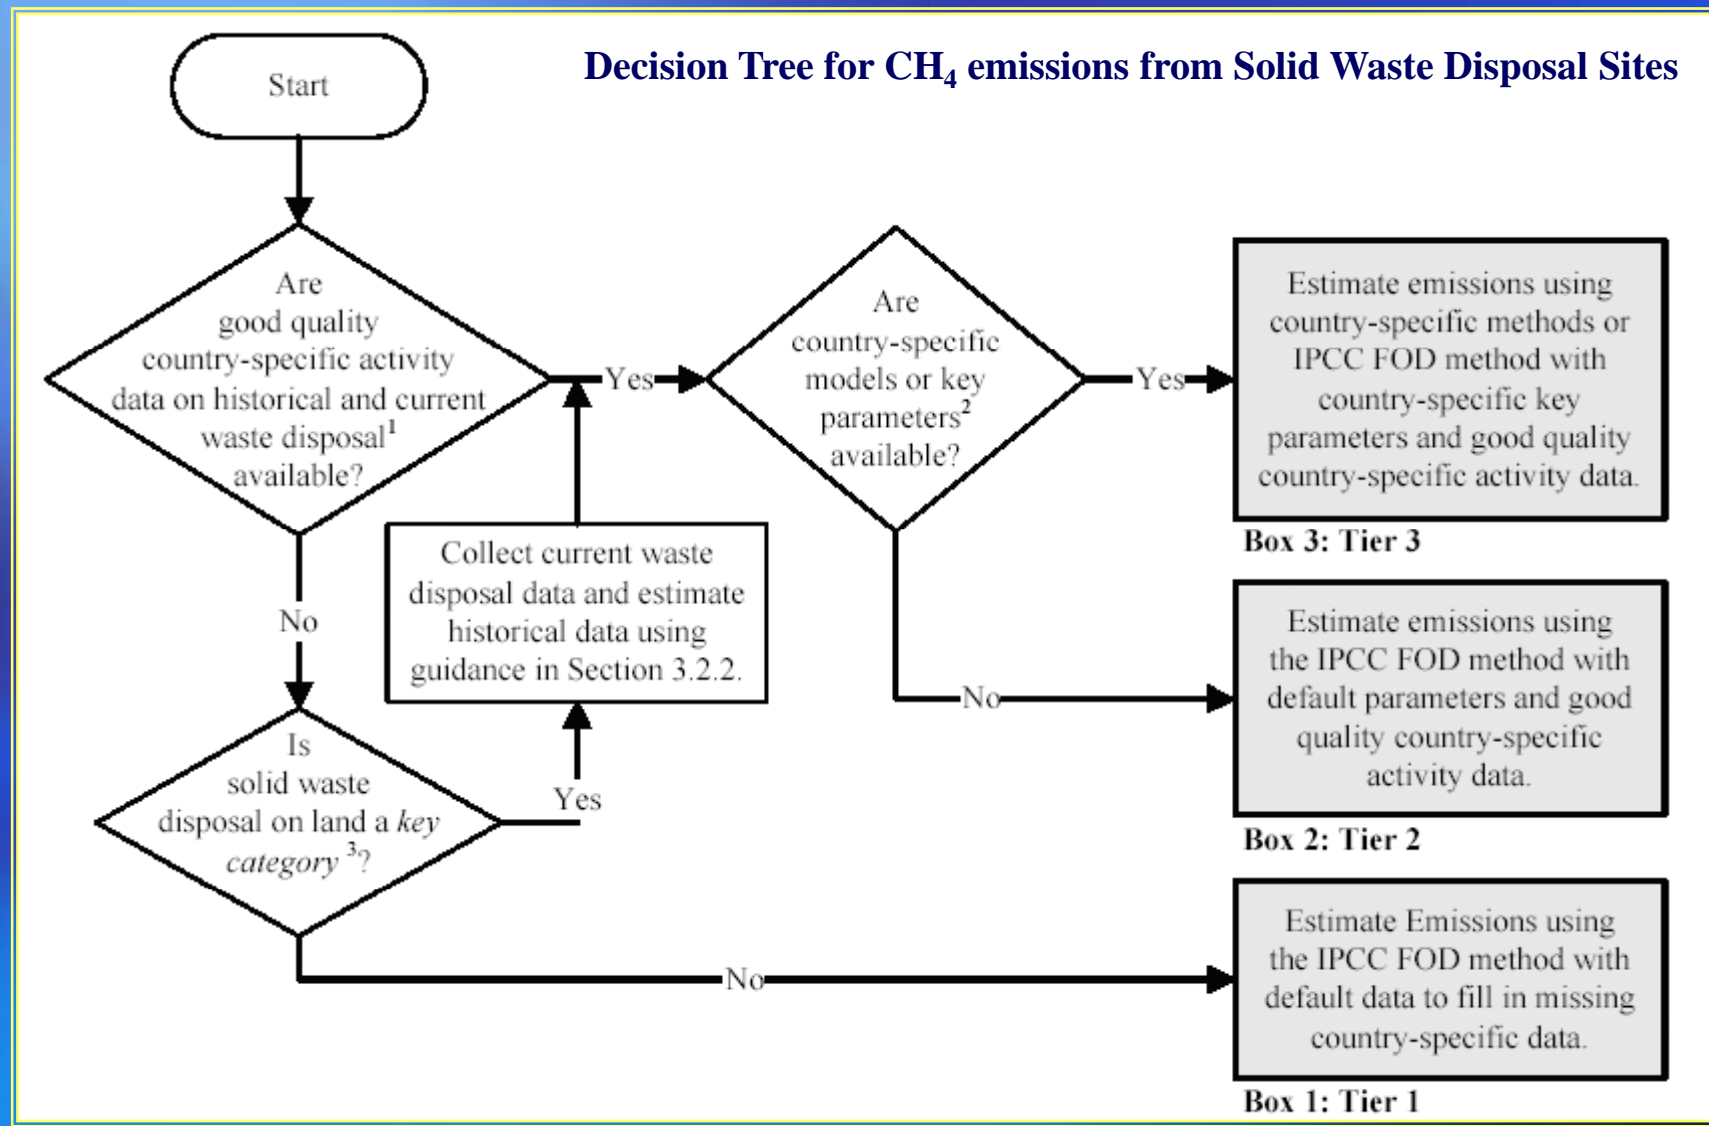 Decision Tree for CH₄ emissions from Solid Waste Disposal Sites
Start
Are
good quality
country-specific activity
data on historical and current
waste disposal¹
available?
Yes
Are
country-specific
models or key
parameters²
available?
Yes
Estimate emissions using
country-specific methods or
IPCC FOD method with
country-specific key
parameters and good quality
country-specific activity data.
Box 3: Tier 3
No
Collect current waste
disposal data and estimate
historical data using
guidance in Section 3.2.2.
No
Estimate emissions using
the IPCC FOD method with
default parameters and good
quality country-specific
activity data.
Box 2: Tier 2
Is
solid waste
disposal on land a key
category ³?
Yes
No
Estimate Emissions using
the IPCC FOD method with
default data to fill in missing
country-specific data.
Box 1: Tier 1